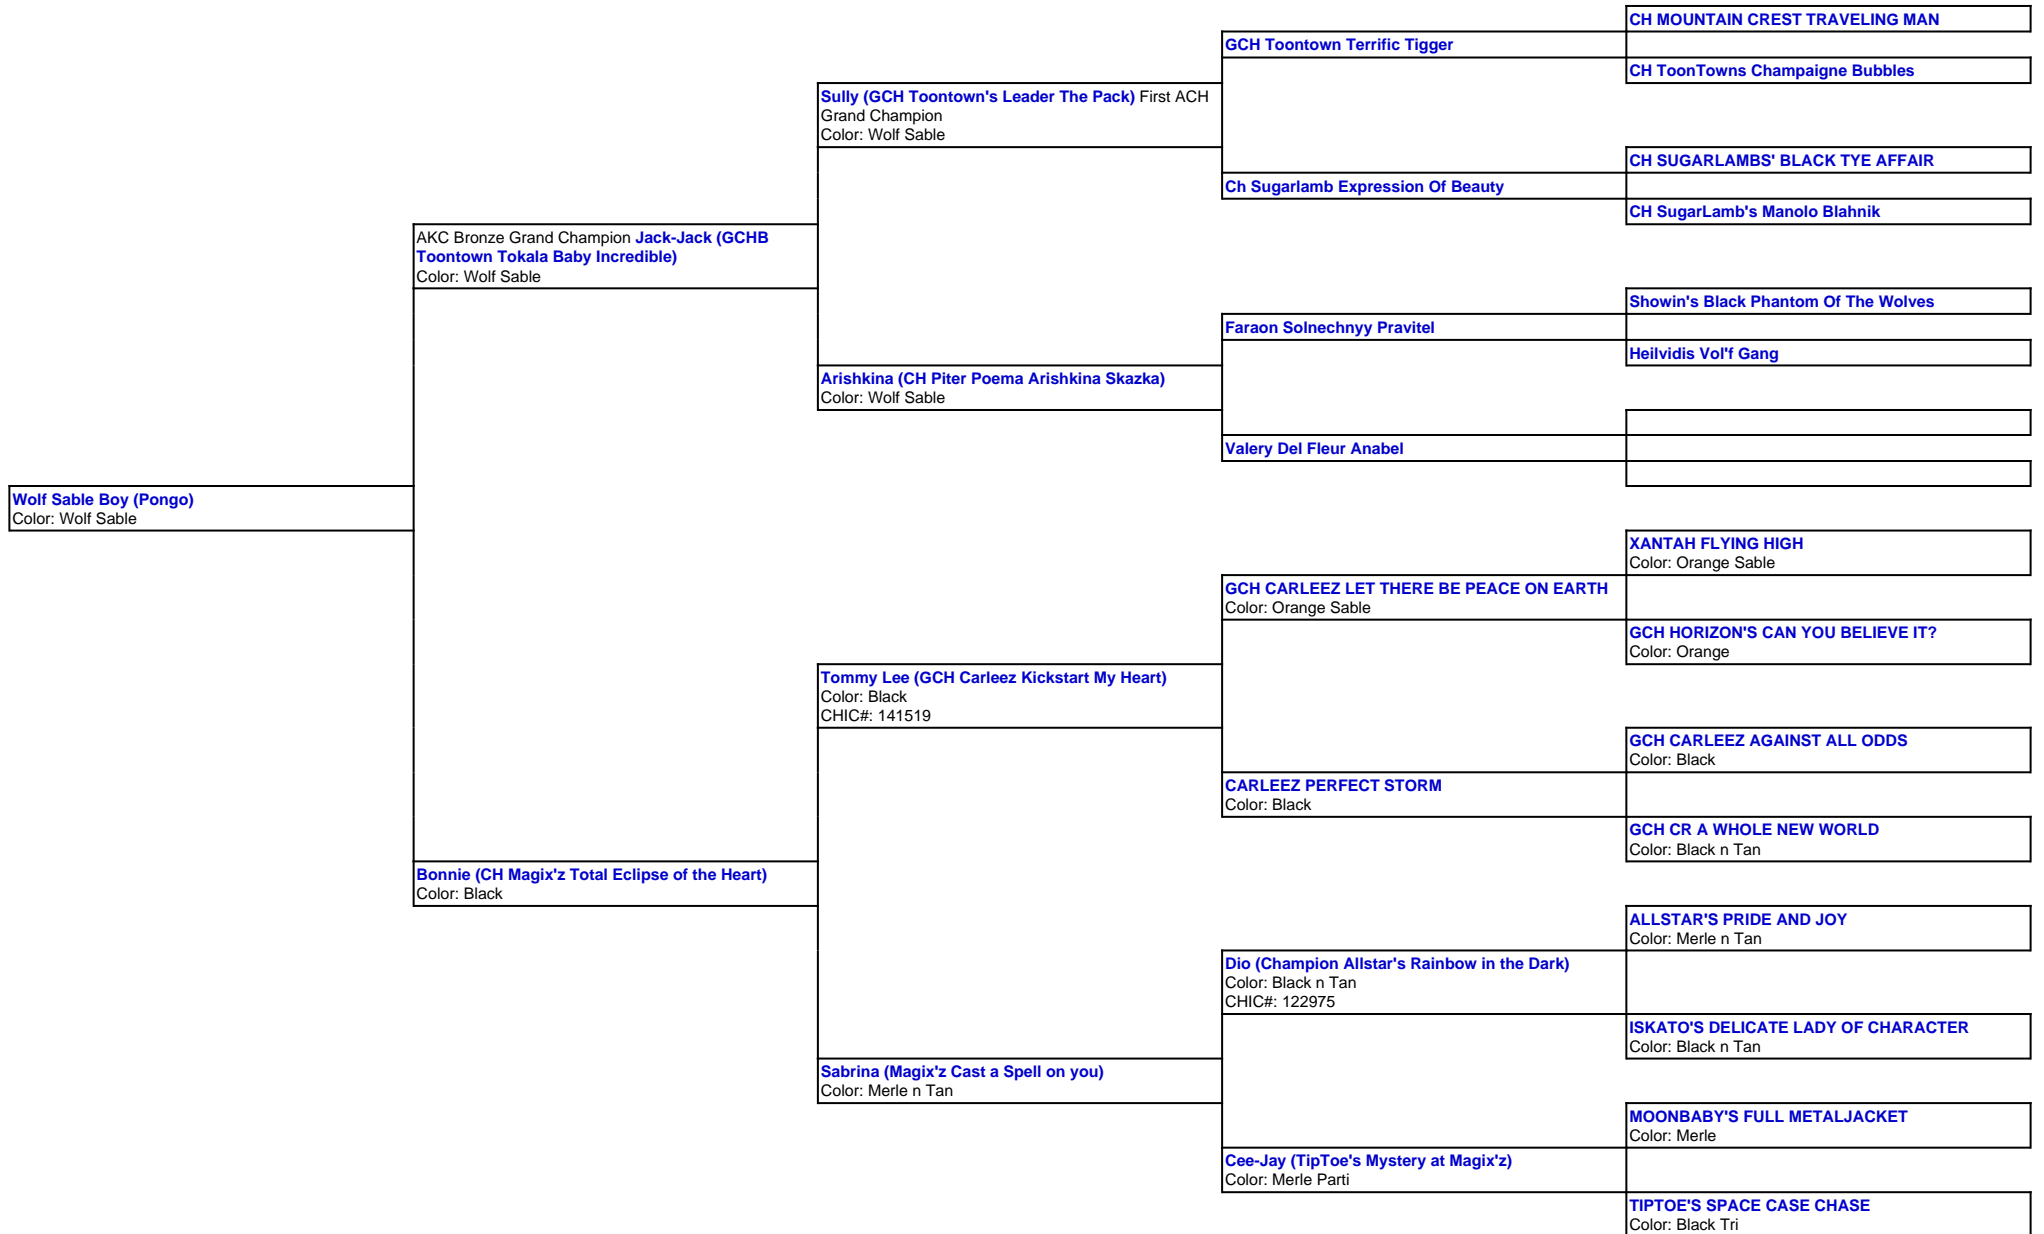 CH MOUNTAIN CREST TRAVELING MAN
GCH Toontown Terrific Tigger
CH ToonTowns Champaigne Bubbles
Sully (GCH Toontown's Leader The Pack) First ACH
Grand Champion
Color: Wolf Sable
CH SUGARLAMBS' BLACK TYE AFFAIR
Ch Sugarlamb Expression Of Beauty
CH SugarLamb's Manolo Blahnik
AKC Bronze Grand Champion Jack-Jack (GCHB
Toontown Tokala Baby Incredible)
Color: Wolf Sable
Showin's Black Phantom Of The Wolves
Faraon Solnechnyy Pravitel
Heilvidis Vol'f Gang
Arishkina (CH Piter Poema Arishkina Skazka)
Color: Wolf Sable
Valery Del Fleur Anabel
Wolf Sable Boy (Pongo)
Color: Wolf Sable
XANTAH FLYING HIGH
Color: Orange Sable
GCH CARLEEZ LET THERE BE PEACE ON EARTH
Color: Orange Sable
GCH HORIZON'S CAN YOU BELIEVE IT?
Color: Orange
Tommy Lee (GCH Carleez Kickstart My Heart)
Color: Black
CHIC#: 141519
GCH CARLEEZ AGAINST ALL ODDS
Color: Black
CARLEEZ PERFECT STORM
Color: Black
GCH CR A WHOLE NEW WORLD
Color: Black n Tan
Bonnie (CH Magix'z Total Eclipse of the Heart)
Color: Black
ALLSTAR'S PRIDE AND JOY
Color: Merle n Tan
Dio (Champion Allstar's Rainbow in the Dark)
Color: Black n Tan
CHIC#: 122975
ISKATO'S DELICATE LADY OF CHARACTER
Color: Black n Tan
Sabrina (Magix'z Cast a Spell on you)
Color: Merle n Tan
MOONBABY'S FULL METALJACKET
Color: Merle
Cee-Jay (TipToe's Mystery at Magix'z)
Color: Merle Parti
TIPTOE'S SPACE CASE CHASE
Color: Black Tri